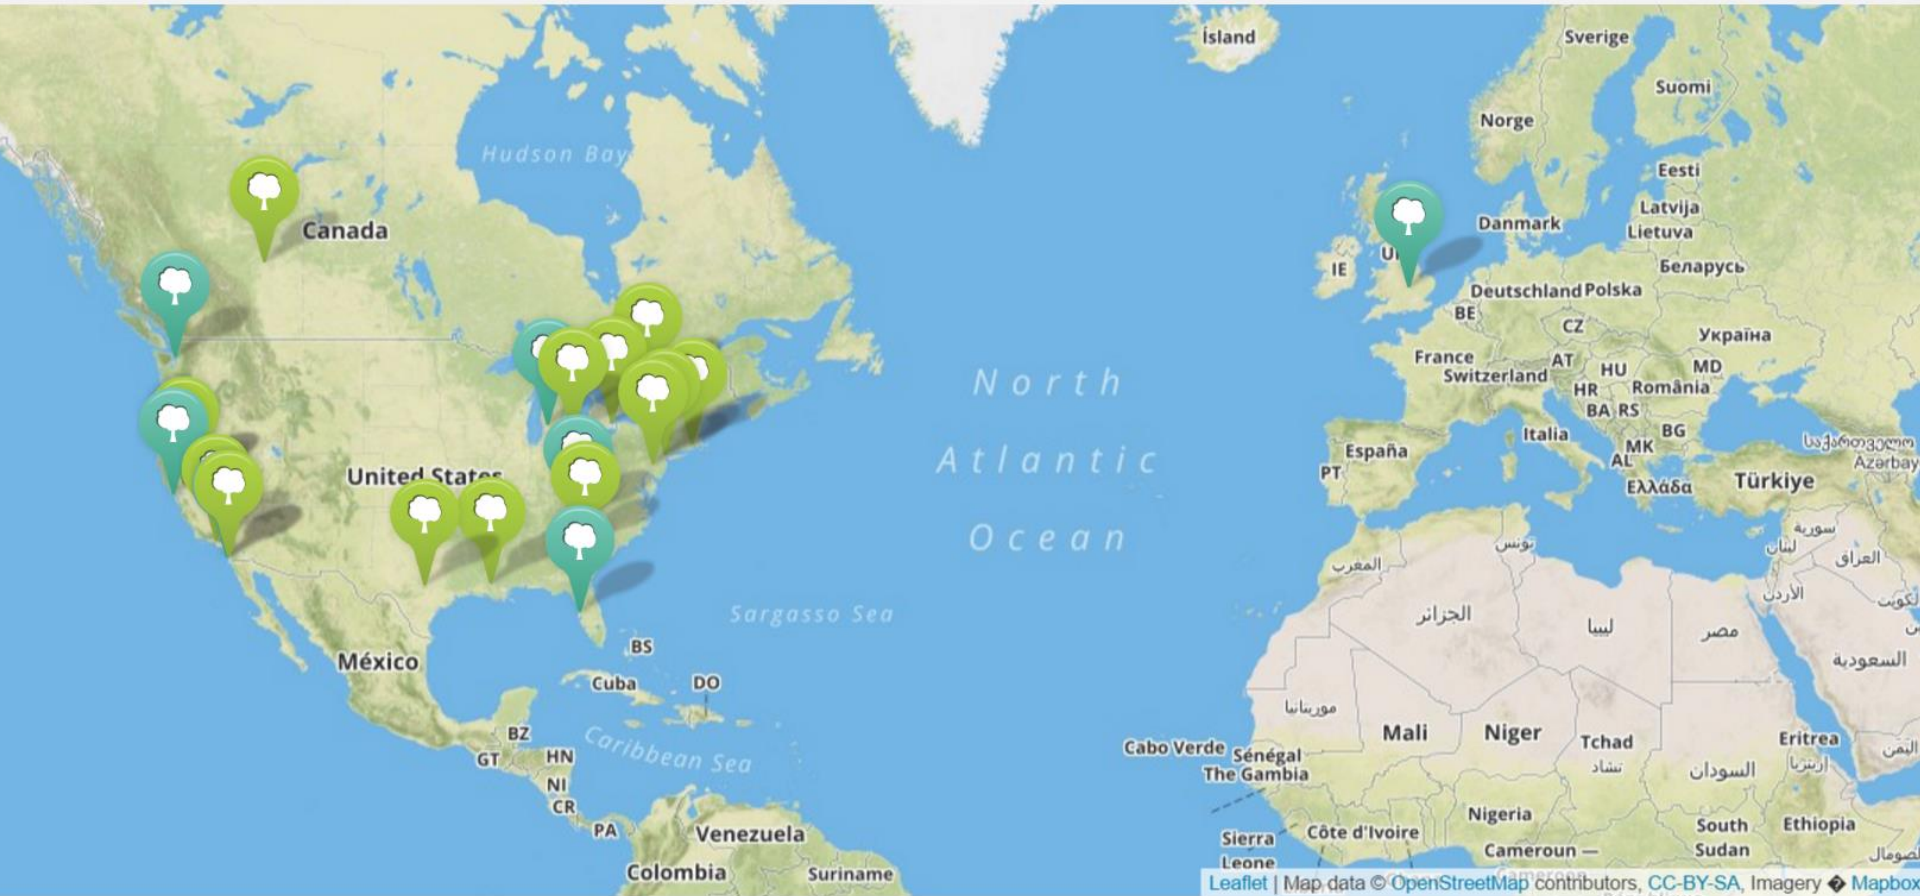 Ísland
Sverige
Suomi
Norge
Hudson Bay
Eesti
Canada
Latvija
Danmark
Lietuva
IE
Беларусь
Deutschland
Polska
BE
CZ
Україна
France
AT
HU
MD
Switzerland
HR
România
North
BA
RS
Italia
BG
საქართველო
España
MK
Atlantic
AL
Azərbay
PT
United States
Türkiye
Ελλάδα
سورية
Ocean
تونس
لبنان
العراق
المغرب
الأردن
الكويت
الجزائر
Sargasso Sea
ليبيا
مصر
BS
السعودية
México
Cuba
DO
موريتانيا
BZ
Mali
Niger
Tchad
تشاد
Eritrea
إرتريا
Caribbean Sea
Cabo Verde
Sénégal
The Gambia
اليمن
GT
HN
السودان
NI
CR
Nigeria
PA
Venezuela
Côte d'Ivoire
South
Sudan
Ethiopia
Sierra
Leone
Cameroun —
الصومال
Colombia
Suriname
Leaflet | Map data © OpenStreetMap contributors, CC-BY-SA, Imagery � Mapbox